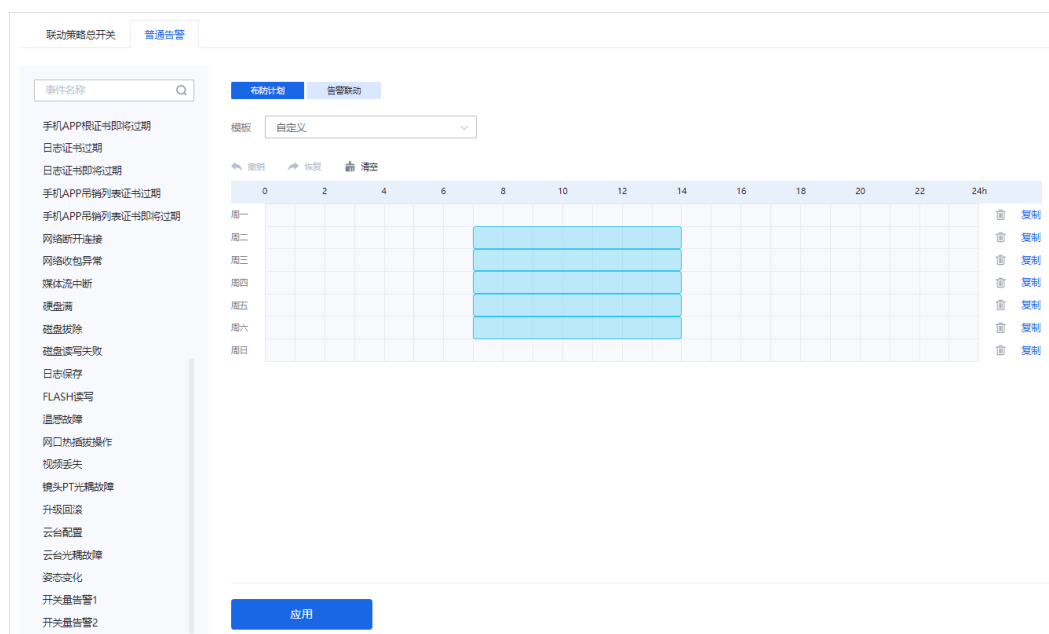 联动策略总开关 普通告警
事件名称
手机APP根证书即将过期
日志证书过期
日志证书即将过期
手机APP吊销列表证书过期
手机APP吊销列表证书即将过期
网络断开连接
网络收包异常
媒体流中断
硬盘满
磁盘拔除
磁盘读写失败
日志保存
FLASH读写
温感故障
网口热插拔操作
视频丢失
镜头PT光耦故障
升级回滚
云台配置
云台光耦故障
姿态变化
开关量告警1
开关量告警2
布防计划 告警联动
模板 自定义
撤销 恢复 清空
0 2 4 6 8 10 12 14 16 18 20 22 24h
周一 复制
周二 复制
周三 复制
周四 复制
周五 复制
周六 复制
周日 复制
应用